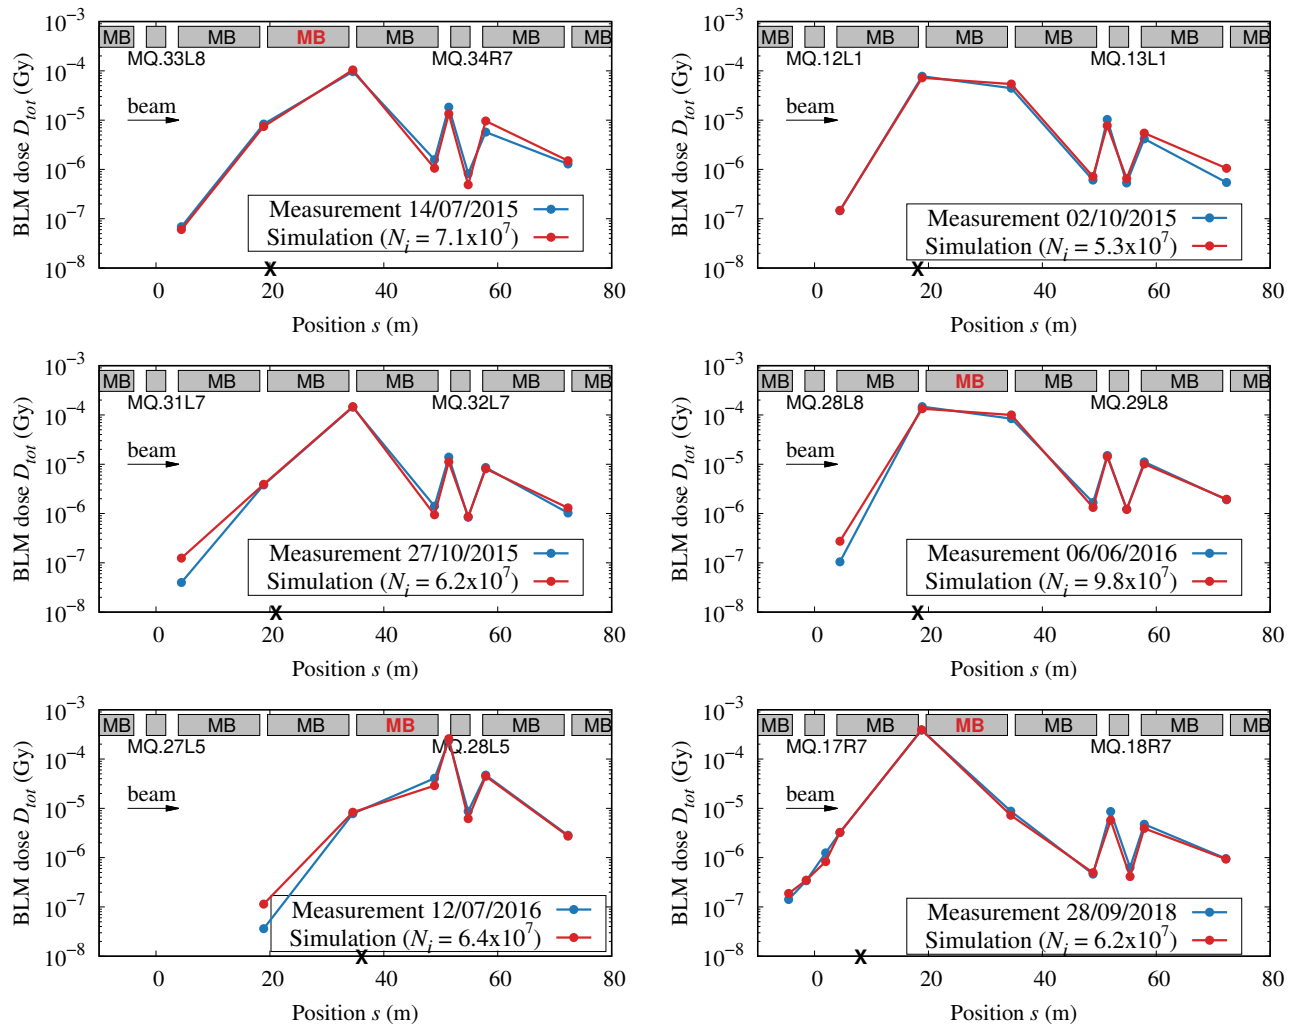 BLM dose D_tot (Gy)
10^-3
10^-4
10^-5
10^-6
10^-7
10^-8
MB MB MB MB MB MB
MQ.33L8 MQ.34R7
beam
Measurement 14/07/2015
Simulation (N_i = 7.1x10^7)
X
0 20 40 60 80
Position s (m)
BLM dose D_tot (Gy)
10^-3
10^-4
10^-5
10^-6
10^-7
10^-8
MB MB MB MB MB MB
MQ.12L1 MQ.13L1
beam
Measurement 02/10/2015
Simulation (N_i = 5.3x10^7)
X
0 20 40 60 80
Position s (m)
BLM dose D_tot (Gy)
10^-3
10^-4
10^-5
10^-6
10^-7
10^-8
MB MB MB MB MB MB
MQ.31L7 MQ.32L7
beam
Measurement 27/10/2015
Simulation (N_i = 6.2x10^7)
X
0 20 40 60 80
Position s (m)
BLM dose D_tot (Gy)
10^-3
10^-4
10^-5
10^-6
10^-7
10^-8
MB MB MB MB MB MB
MQ.28L8 MQ.29L8
beam
Measurement 06/06/2016
Simulation (N_i = 9.8x10^7)
X
0 20 40 60 80
Position s (m)
BLM dose D_tot (Gy)
10^-3
10^-4
10^-5
10^-6
10^-7
10^-8
MB MB MB MB MB MB
MQ.27L5 MQ.28L5
beam
Measurement 12/07/2016
Simulation (N_i = 6.4x10^7)
X
0 20 40 60 80
Position s (m)
BLM dose D_tot (Gy)
10^-3
10^-4
10^-5
10^-6
10^-7
10^-8
MB MB MB MB MB MB
MQ.17R7 MQ.18R7
beam
Measurement 28/09/2018
Simulation (N_i = 6.2x10^7)
X
0 20 40 60 80
Position s (m)